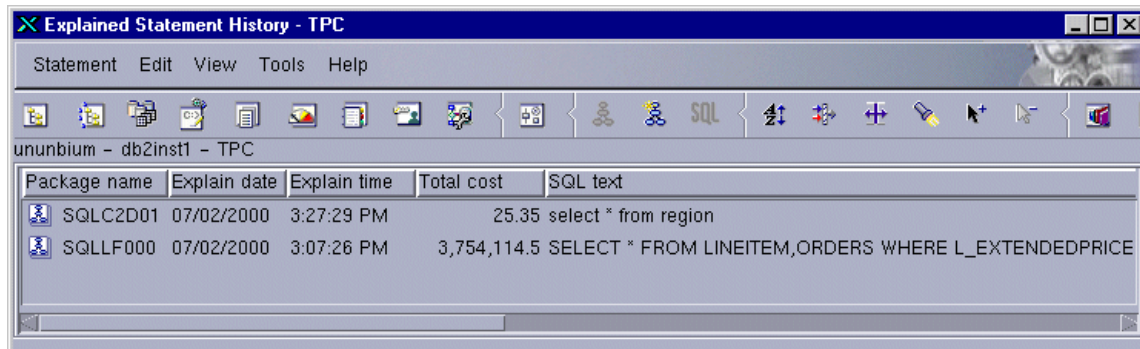 Explained Statement History - TPC
Statement Edit View Tools Help
SQL
ununbium - db2inst1 - TPC
Package name Explain date Explain time Total cost SQL text
SQLC2D01 07/02/2000 3:27:29 PM 25.35 select * from region
SQLLF000 07/02/2000 3:07:26 PM 3,754,114.5 SELECT * FROM LINEITEM,ORDERS WHERE L_EXTENDEDPRICE